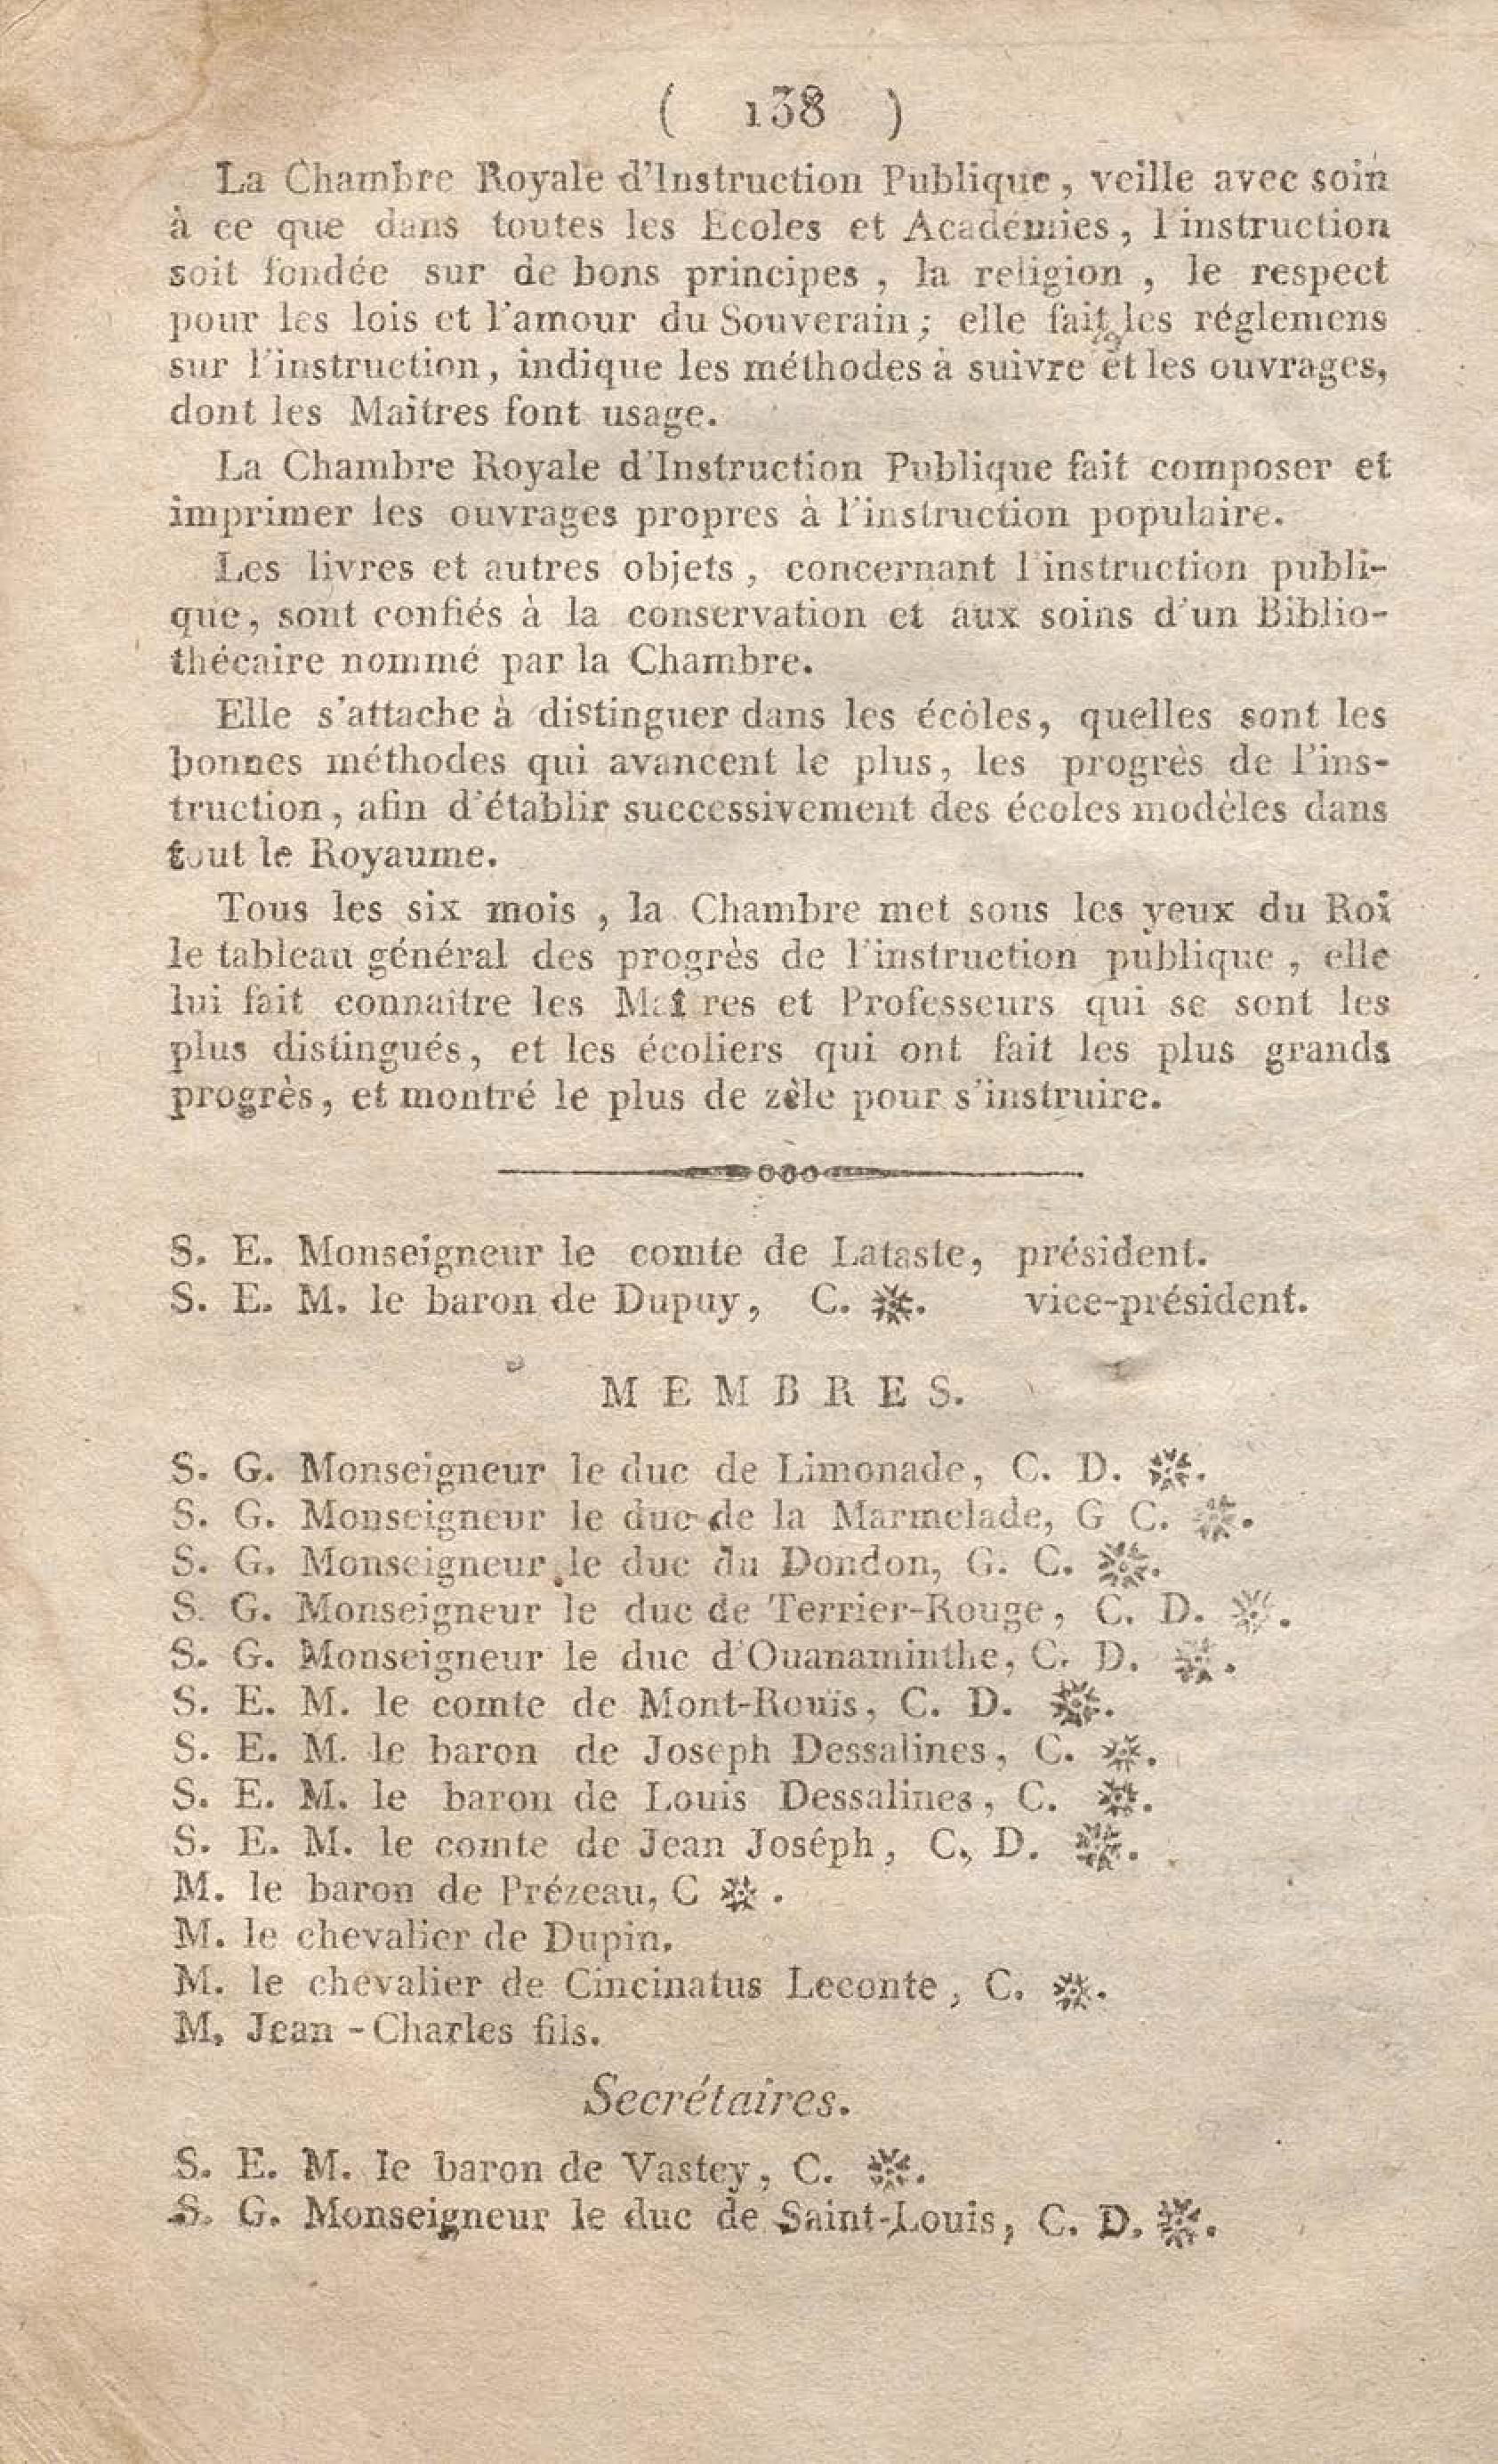 ( 138 )
La Chambre Royale d'Instruction Publique, veille avec soin
à ce que dans toutes les Ecoles et Académies, l'instruction
soit fondée sur de bons principes, la religion, le respect
pour les lois et l'amour du Souverain; elle fait les réglemens
sur l'instruction, indique les méthodes à suivre et les ouvrages,
dont les Maîtres font usage.
La Chambre Royale d'Instruction Publique fait composer et
imprimer les ouvrages propres à l'instruction populaire.
Les livres et autres objets, concernant l'instruction publi-
que, sont confiés à la conservation et aux soins d'un Biblio-
thécaire nommé par la Chambre.
Elle s'attache à distinguer dans les écoles, quelles sont les
bonnes méthodes qui avancent le plus, les progrès de l'ins-
truction, afin d'établir successivement des écoles modèles dans
tout le Royaume.
Tous les six mois, la Chambre met sous les yeux du Roi
le tableau général des progrès de l'instruction publique, elle
lui fait connaître les Maîtres et Professeurs qui se sont les
plus distingués, et les écoliers qui ont fait les plus grands
progrès, et montré le plus de zèle pour s'instruire.
S. E. Monseigneur le comte de Lataste, président.
S. E. M. le baron de Dupuy, C. ❊. vice-président.
MEMBRES.
S. G. Monseigneur le duc de Limonade, C. D. ❊.
S. G. Monseigneur le duc de la Marmelade, G C. ❊.
S. G. Monseigneur le duc du Dondon, G. C. ❊.
S. G. Monseigneur le duc de Terrier-Rouge, C. D. ❊.
S. G. Monseigneur le duc d'Ouanaminthe, C. D. ❊.
S. E. M. le comte de Mont-Rouïs, C. D. ❊.
S. E. M. le baron de Joseph Dessalines, C. ❊.
S. E. M. le baron de Louis Dessalines, C. ❊.
S. E. M. le comte de Jean Joséph, C, D. ❊.
M. le baron de Prézeau, C ❊.
M. le chevalier de Dupin.
M. le chevalier de Cincinatus Leconte, C. ❊.
M. Jean-Charles fils.
Secrétaires.
S. E. M. le baron de Vastey, C. ❊.
S. G. Monseigneur le duc de Saint-Louis, C. D. ❊.